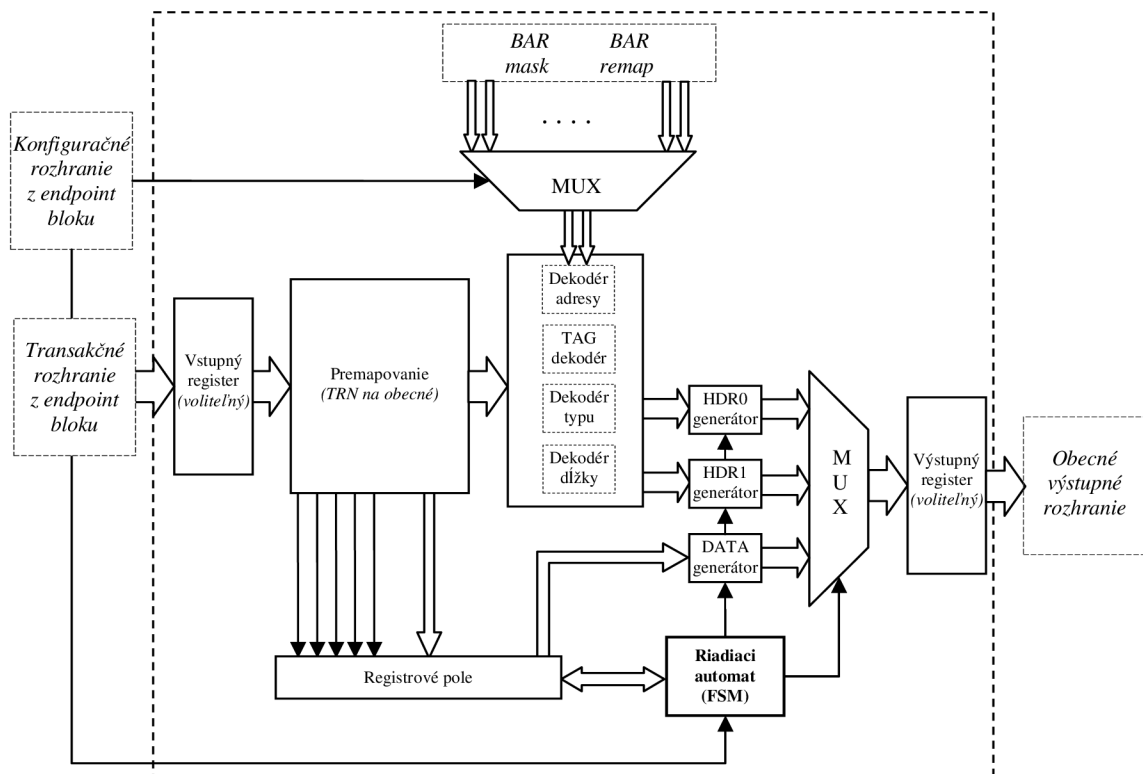 BAR BAR
mask remap
. . . .
Konfiguračné
rozhranie
z endpoint
bloku
MUX
Dekodér
adresy
TAG
dekodér
Dekodér
typu
Dekodér
dĺžky
Transakčné
rozhranie
z endpoint
bloku
Vstupný
register
(voliteľný)
Premapovanie
(TRN na obecné)
HDR0
generátor
HDR1
generátor
DATA
generátor
M
U
X
Výstupný
register
(voliteľný)
Obecné
výstupné
rozhranie
Registrové pole
Riadiaci
automat
(FSM)